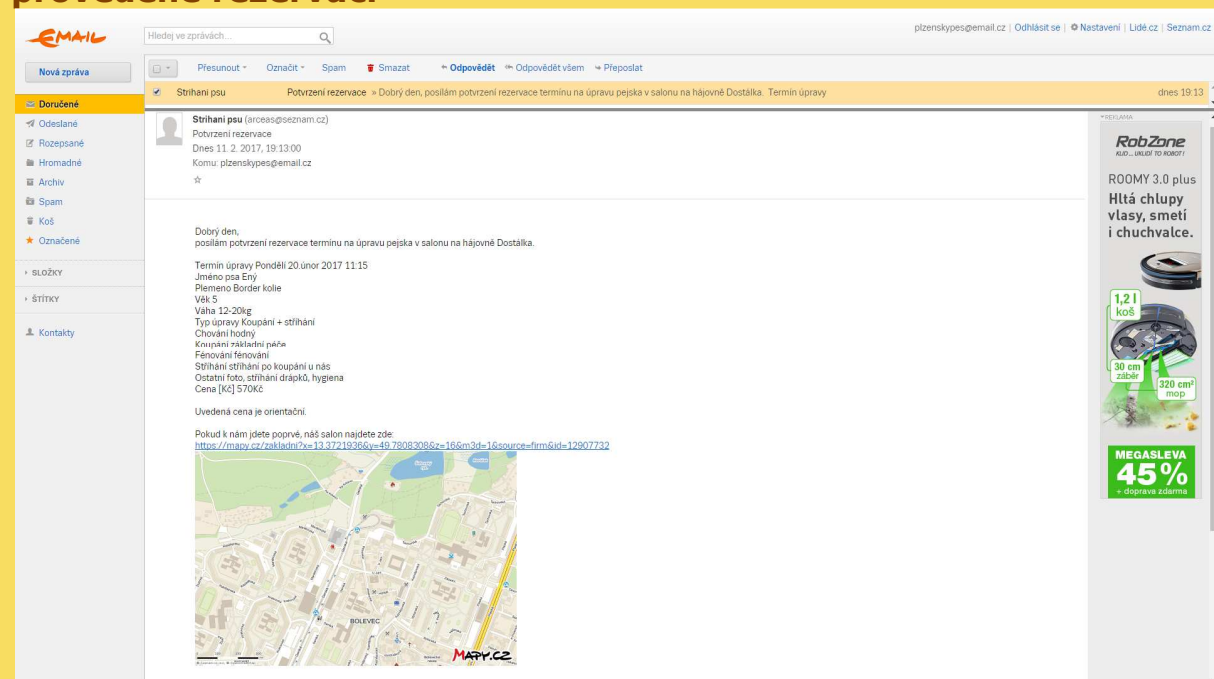 EMAIL
Hledej ve zprávách...
plzenskypes@email.cz | Odhlásit se | Nastavení | Lidé.cz | Seznam.cz
Nová zpráva
Přesunout Označit Spam Smazat Odpovědět Odpovědět všem Přeposlat
Strihani psu Potvrzení rezervace » Dobrý den, posílám potvrzení rezervace termínu na úpravu pejska v salonu na hájovně Dostálka. Termín úpravy dnes 19:13
Doručené
Odeslané
Rozepsané
Hromadné
Archiv
Spam
Koš
Označené
SLOŽKY
ŠTÍTKY
Kontakty
Strihani psu (arceas@seznam.cz)
Potvrzení rezervace
Dnes 11. 2. 2017, 19:13:00
Komu: plzenskypes@email.cz
Dobrý den,
posílám potvrzení rezervace termínu na úpravu pejska v salonu na hájovně Dostálka.
Termín úpravy Pondělí 20.únor 2017 11:15
Jméno psa Ený
Plemeno Border kolie
Věk 5
Váha 12-20kg
Typ úpravy Koupání + stříhání
Chování hodný
Koupání základní péče
Fénování fénování
Stříhání stříhání po koupání u nás
Ostatní foto, stříhání drápků, hygiena
Cena [Kč] 570Kč
Uvedená cena je orientační.
Pokud k nám jdete poprvé, náš salon najdete zde:
https://mapy.cz/zakladni?x=13.3721936&y=49.7808308&z=16&m3d=1&source=firm&id=12907732
BOLEVEC
MAPY.CZ
REKLAMA
RobZone
KLID... UKLIDÍ TO ROBOT!
ROOMY 3.0 plus
Hltá chlupy
vlasy, smetí
i chuchvalce.
1,2 l
koš
30 cm
záběr
320 cm²
mop
MEGASLEVA
45%
+ doprava zdarma